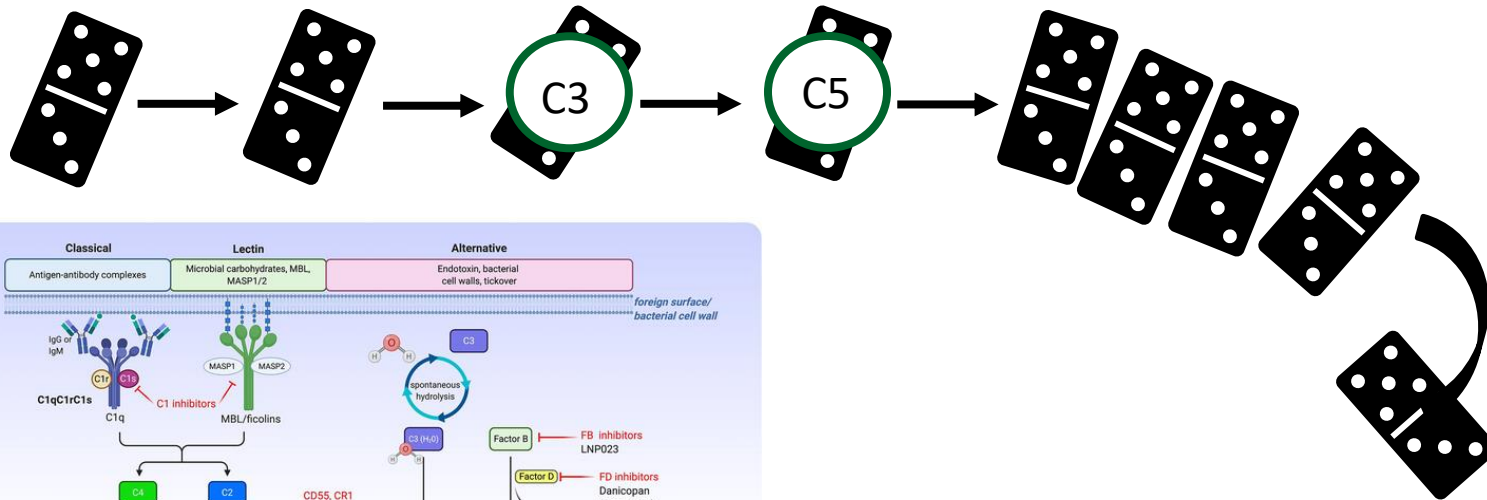 C3
C5
Classical
Lectin
Alternative
Antigen-antibody complexes
Microbial carbohydrates, MBL,
MASP1/2
Endotoxin, bacterial
cell walls, tickover
foreign surface/
bacterial cell wall
IgG or
IgM
C1r
C1s
C1qC1rC1s
C1q
C1 inhibitors
MASP1
MASP2
MBL/ficolins
O
H
H
C3
spontaneous
hydrolysis
C3 (H₂O)
O
H
H
Factor B
FB inhibitors
LNP023
Factor D
FD inhibitors
Danicopan
C4
C2
CD55, CR1